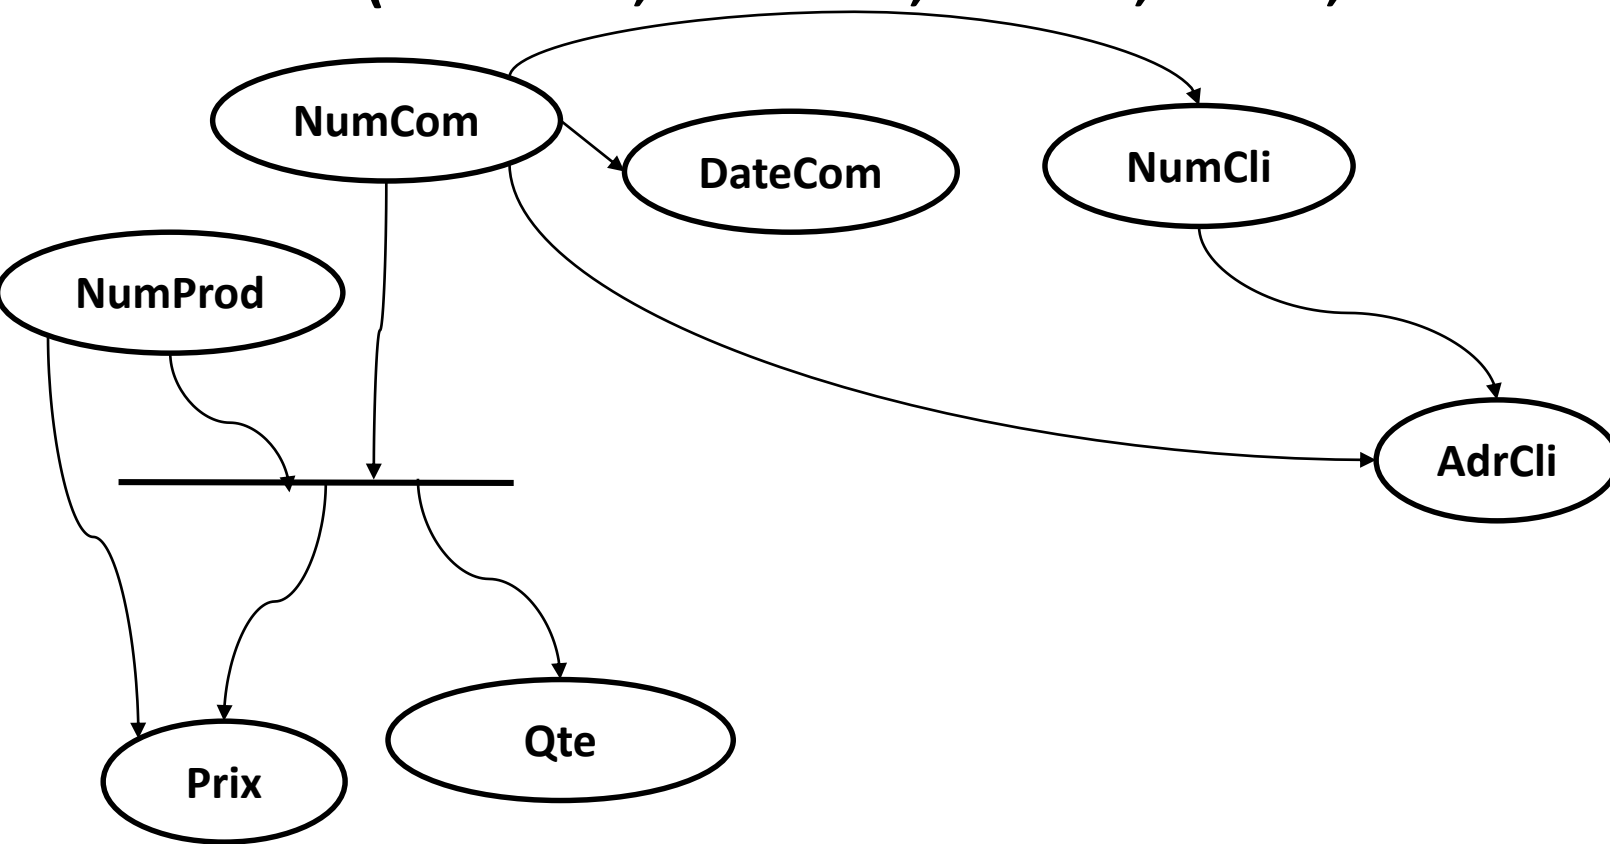 NumCom
DateCom
NumCli
NumProd
AdrCli
Qte
Prix